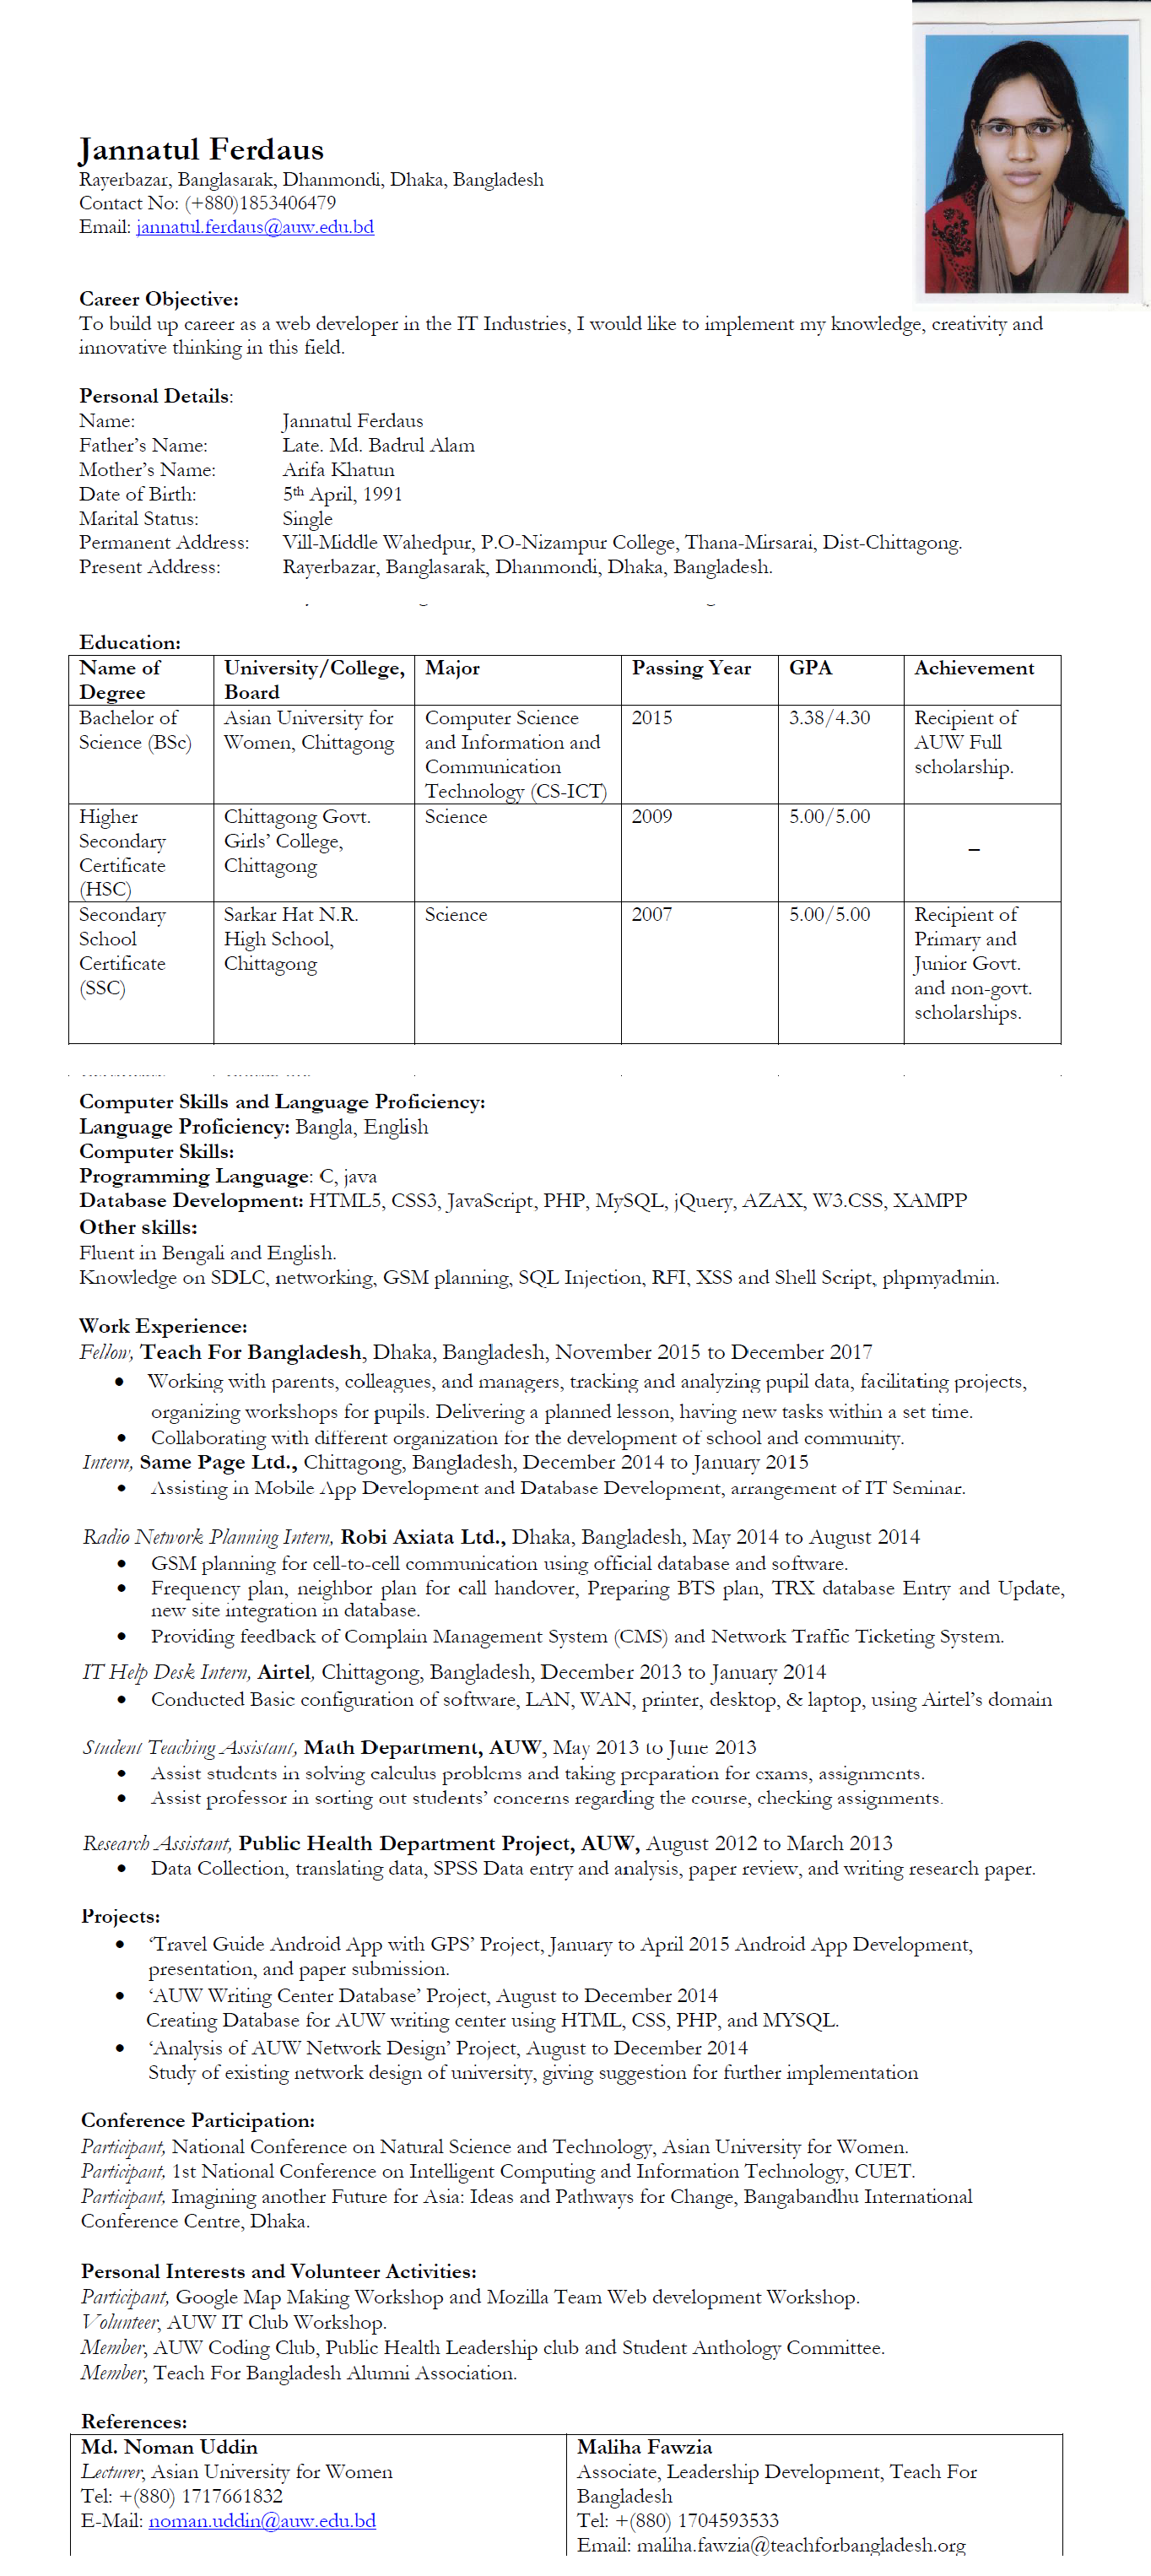 Jannatul Ferdaus
Rayerbazar, Banglasarak, Dhanmondi, Dhaka, Bangladesh
Contact No: (+880)1853406479
Email: jannatul.ferdaus@auw.edu.bd
Career Objective:
To build up career as a web developer in the IT Industries, I would like to implement my knowledge, creativity and
innovative thinking in this field.
Personal Details:
Name: Jannatul Ferdaus
Father's Name: Late. Md. Badrul Alam
Mother's Name: Arifa Khatun
Date of Birth: 5th April, 1991
Marital Status: Single
Permanent Address: Vill-Middle Wahedpur, P.O-Nizampur College, Thana-Mirsarai, Dist-Chittagong.
Present Address: Rayerbazar, Banglasarak, Dhanmondi, Dhaka, Bangladesh.
Education:
Name of University/College, Major Passing Year GPA Achievement
Degree Board
Bachelor of Asian University for Computer Science 2015 3.38/4.30 Recipient of
Science (BSc) Women, Chittagong and Information and AUW Full
Communication scholarship.
Technology (CS-ICT)
Higher Chittagong Govt. Science 2009 5.00/5.00
Secondary Girls' College, –
Certificate Chittagong
(HSC)
Secondary Sarkar Hat N.R. Science 2007 5.00/5.00 Recipient of
School High School, Primary and
Certificate Chittagong Junior Govt.
(SSC) and non-govt.
scholarships.
Computer Skills and Language Proficiency:
Language Proficiency: Bangla, English
Computer Skills:
Programming Language: C, java
Database Development: HTML5, CSS3, JavaScript, PHP, MySQL, jQuery, AZAX, W3.CSS, XAMPP
Other skills:
Fluent in Bengali and English.
Knowledge on SDLC, networking, GSM planning, SQL Injection, RFI, XSS and Shell Script, phpmyadmin.
Work Experience:
Fellow, Teach For Bangladesh, Dhaka, Bangladesh, November 2015 to December 2017
• Working with parents, colleagues, and managers, tracking and analyzing pupil data, facilitating projects,
organizing workshops for pupils. Delivering a planned lesson, having new tasks within a set time.
• Collaborating with different organization for the development of school and community.
Intern, Same Page Ltd., Chittagong, Bangladesh, December 2014 to January 2015
• Assisting in Mobile App Development and Database Development, arrangement of IT Seminar.
Radio Network Planning Intern, Robi Axiata Ltd., Dhaka, Bangladesh, May 2014 to August 2014
• GSM planning for cell-to-cell communication using official database and software.
• Frequency plan, neighbor plan for call handover, Preparing BTS plan, TRX database Entry and Update,
new site integration in database.
• Providing feedback of Complain Management System (CMS) and Network Traffic Ticketing System.
IT Help Desk Intern, Airtel, Chittagong, Bangladesh, December 2013 to January 2014
• Conducted Basic configuration of software, LAN, WAN, printer, desktop, & laptop, using Airtel's domain
Student Teaching Assistant, Math Department, AUW, May 2013 to June 2013
• Assist students in solving calculus problems and taking preparation for exams, assignments.
• Assist professor in sorting out students' concerns regarding the course, checking assignments.
Research Assistant, Public Health Department Project, AUW, August 2012 to March 2013
• Data Collection, translating data, SPSS Data entry and analysis, paper review, and writing research paper.
Projects:
• 'Travel Guide Android App with GPS' Project, January to April 2015 Android App Development,
presentation, and paper submission.
• 'AUW Writing Center Database' Project, August to December 2014
Creating Database for AUW writing center using HTML, CSS, PHP, and MYSQL.
• 'Analysis of AUW Network Design' Project, August to December 2014
Study of existing network design of university, giving suggestion for further implementation
Conference Participation:
Participant, National Conference on Natural Science and Technology, Asian University for Women.
Participant, 1st National Conference on Intelligent Computing and Information Technology, CUET.
Participant, Imagining another Future for Asia: Ideas and Pathways for Change, Bangabandhu International
Conference Centre, Dhaka.
Personal Interests and Volunteer Activities:
Participant, Google Map Making Workshop and Mozilla Team Web development Workshop.
Volunteer, AUW IT Club Workshop.
Member, AUW Coding Club, Public Health Leadership club and Student Anthology Committee.
Member, Teach For Bangladesh Alumni Association.
References:
Md. Noman Uddin
Lecturer, Asian University for Women
Tel: +(880) 1717661832
E-Mail: noman.uddin@auw.edu.bd
Maliha Fawzia
Associate, Leadership Development, Teach For
Bangladesh
Tel: +(880) 1704593533
Email: maliha.fawzia@teachforbangladesh.org